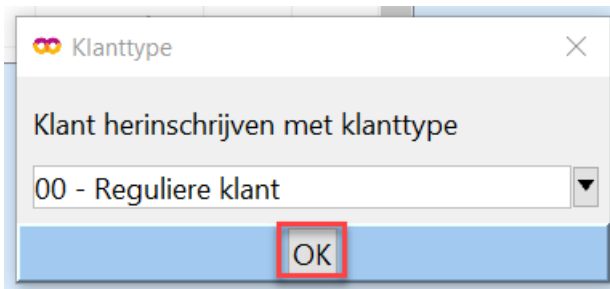 Klanttype
Klant herinschrijven met klanttype
00 - Reguliere klant
OK